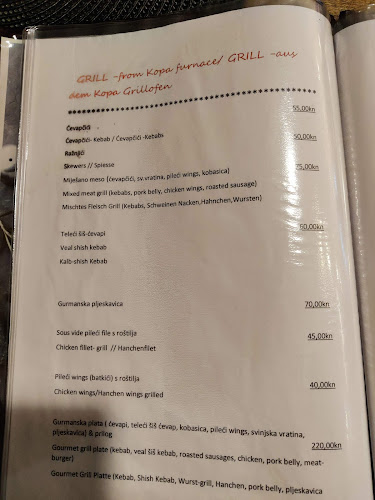 GRILL -from Kopa furnace/ GRILL -aus
dem Kopa Grillofen
55,00kn
Ćevapčići
Čevapčići- Kebab / Čevapčići -Kebabs
50,00kn
Ražnjići
Skewers // Spiesse
75,00kn
Miješano meso (ćevapčići, sv.vratina, pileći wings, kobasica)
Mixed meat grill (kebabs, pork belly, chicken wings, roasted sausage)
Mischtes Fleisch Grill (Kebabs, Schweinen Nacken,Hahnchen,Wursten)
60,00kn
Teleći šiš-ćevapi
Veal shish kebab
Kalb-shish Kebab
Gurmanska pljeskavica 70,00kn
Sous vide pileći file s roštilja 45,00kn
Chicken fillet- grill // Hanchenfilet
Pileći wings (batkići) s roštilja
Chicken wings/Hanchen wings grilled 40,00kn
Gurmanska plata ( ćevapi, teleći šiš ćevap, kobasica, pileći wings, svinjska vratina,
pljeskavica) & prilog 220,00kn
Gourmet grill plate (kebab, veal šiš kebab, roasted sausages, chicken, pork belly, meat-
burger)
Gourmet Griš Platte (Kebab, Shish Kebab, Wurst-grill, Hanchen, pork belly, pljeskavica